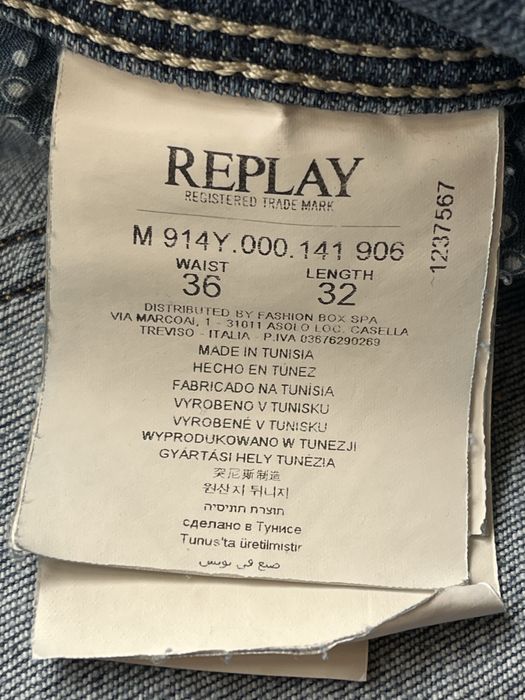 REPLAY
REGISTERED TRADE MARK
M 914Y.000.141 906
WAIST LENGTH
36 32
DISTRIBUTED BY FASHION BOX SPA
VIA MARCOAI, 1 - 31011 ASOLO LOC. CASELLA
TREVISO - ITALIA - P.IVA 03676290269
MADE IN TUNISIA
HECHO EN TÚNEZ
FABRICADO NA TUNÍSIA
VYROBENO V TUNISKU
VYROBENÉ V TUNISKU
WYPRODUKOWANO W TUNEZJI
GYÁRTÁSI HELY TUNÉZIA
突尼斯制造
원산지 튀니지
תוצרת תוניסיה
сделано в Тунисе
Tunus'ta üretilmiştir
صنع في تونس
1237567